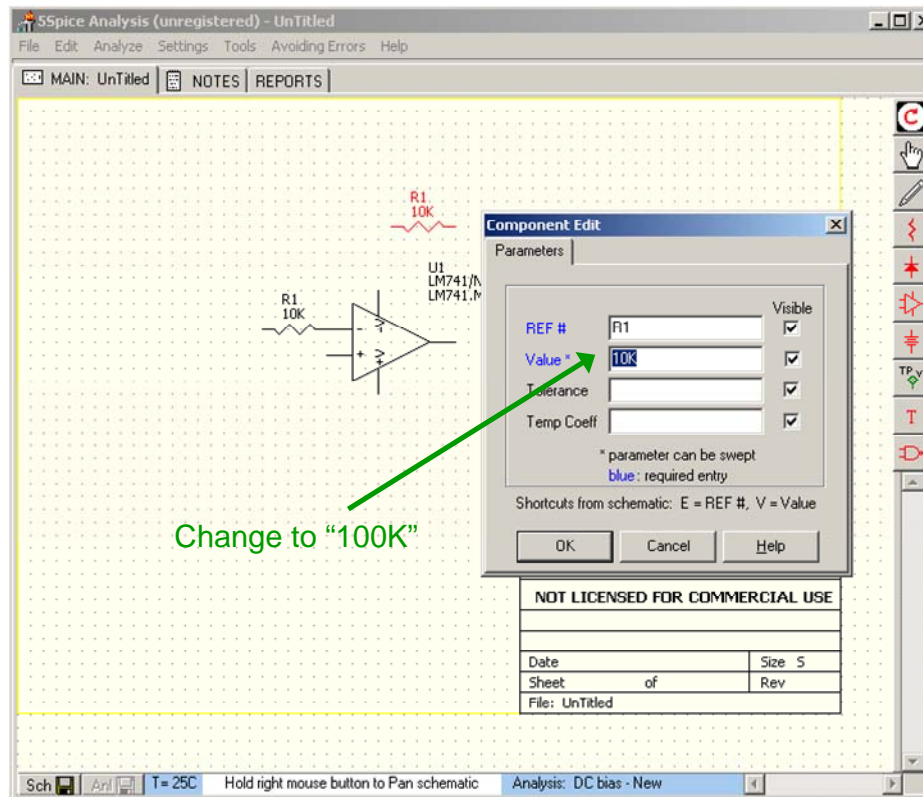 5Spice Analysis (unregistered) - UnTitled
File Edit Analyze Settings Tools Avoiding Errors Help
MAIN: UnTitled NOTES REPORTS
R1
10K
U1
LM741/N
LM741.M
R1
10K
- V-
+ V+
Component Edit
Parameters
Visible
REF # R1
Value * 10K
Tolerance
Temp Coeff
* parameter can be swept
blue : required entry
Shortcuts from schematic: E = REF #, V = Value
OK Cancel Help
Change to “100K”
TP V
T
NOT LICENSED FOR COMMERCIAL USE
Date Size S
Sheet of Rev
File: UnTitled
Sch Anl T= 25C Hold right mouse button to Pan schematic Analysis: DC bias - New